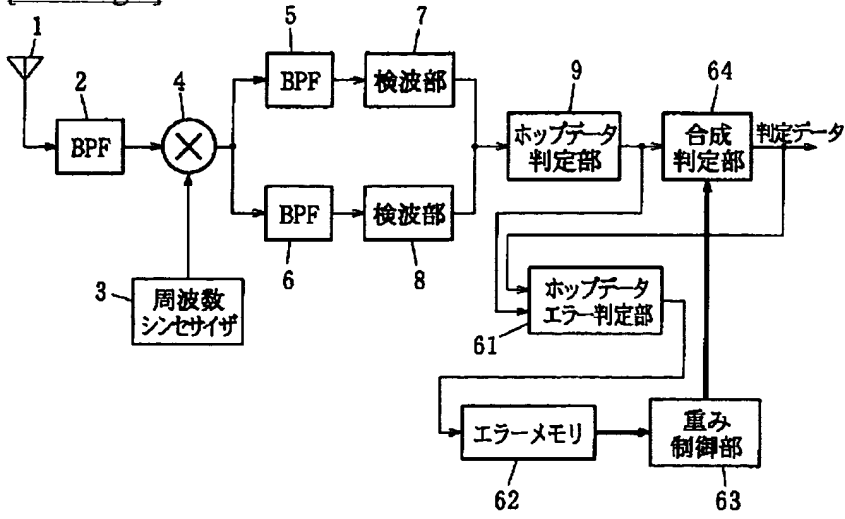 1
2
BPF
4
3
周波数
シンセサイザ
5
BPF
7
検波部
BPF
6
検波部
8
9
ホップデータ
判定部
64
合成
判定部
判定データ
ホップデータ
エラー判定部
61
エラーメモリ
62
重み
制御部
63